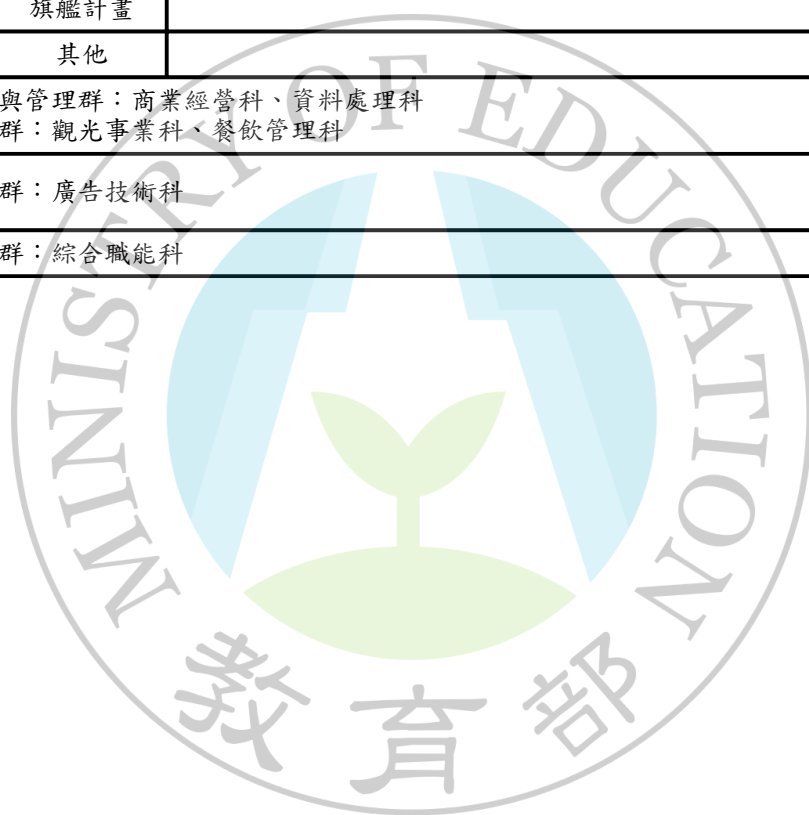 旗艦計畫
其他
與管理群：商業經營科、資料處理科
群：觀光事業科、餐飲管理科
群：廣告技術科
群：綜合職能科
MINISTRY OF EDUCATION
教育部